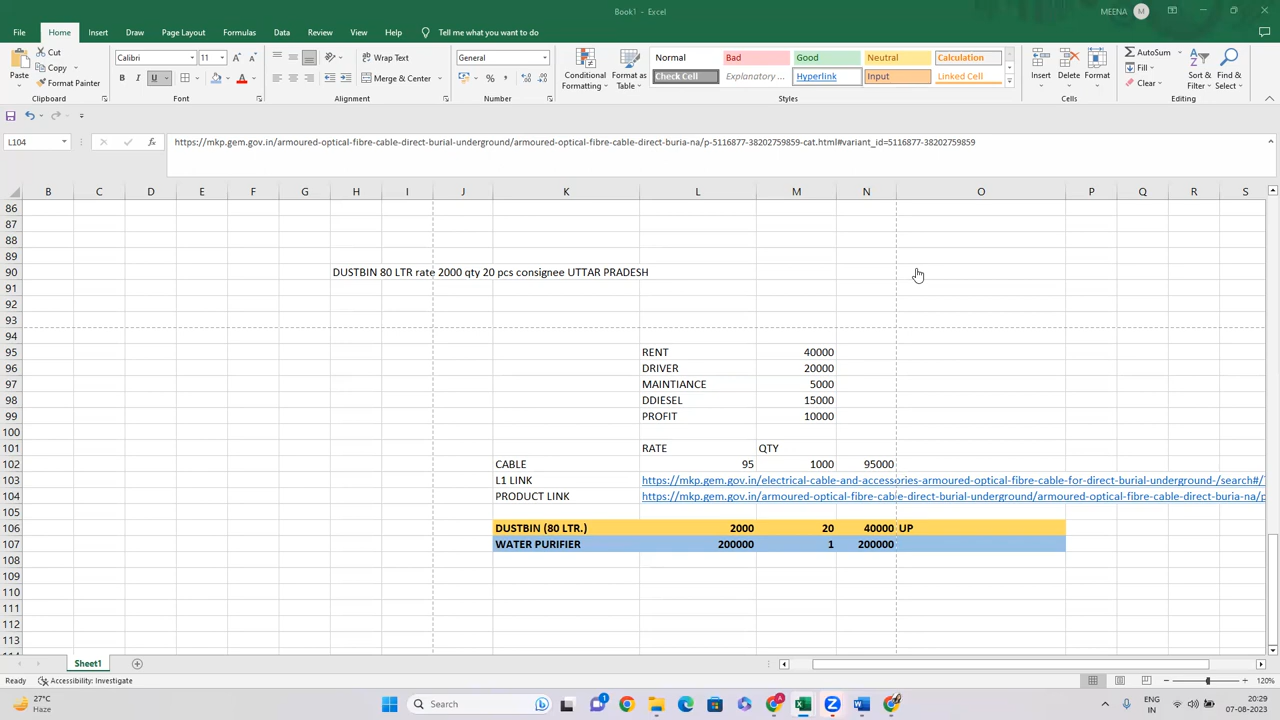 Book1 - Excel
MEENA M
File Home Insert Draw Page Layout Formulas Data Review View Help Tell me what you want to do
Paste
Cut
Copy
Format Painter
Clipboard
Calibri 11
B I U
Font
Wrap Text
Merge & Center
Alignment
General
Number
Conditional Formatting
Format as Table
Normal Bad Good Neutral Calculation
Check Cell Explanatory ... Hyperlink Input Linked Cell
Styles
Insert Delete Format
Cells
AutoSum
Fill
Clear
Sort & Filter
Find & Select
Editing
L104 fx https://mkp.gem.gov.in/armoured-optical-fibre-cable-direct-burial-underground/armoured-optical-fibre-cable-direct-buria-na/p-5116877-38202759859-cat.html#variant_id=5116877-38202759859
B C D E F G H I J K L M N O P Q R S
86
87
88
89
90 DUSTBIN 80 LTR rate 2000 qty 20 pcs consignee UTTAR PRADESH
91
92
93
94
95 RENT 40000
96 DRIVER 20000
97 MAINTIANCE 5000
98 DDIESEL 15000
99 PROFIT 10000
100
101 RATE QTY
102 CABLE 95 1000 95000
103 L1 LINK https://mkp.gem.gov.in/electrical-cable-and-accessories-armoured-optical-fibre-cable-for-direct-burial-underground-/search#/
104 PRODUCT LINK https://mkp.gem.gov.in/armoured-optical-fibre-cable-direct-burial-underground/armoured-optical-fibre-cable-direct-buria-na/p
105
106 DUSTBIN (80 LTR.) 2000 20 40000 UP
107 WATER PURIFIER 200000 1 200000
108
109
110
111
112
113
Sheet1
Ready Accessibility: Investigate 120%
27°C
Haze
Search
ENG
IN
20:29
07-08-2023